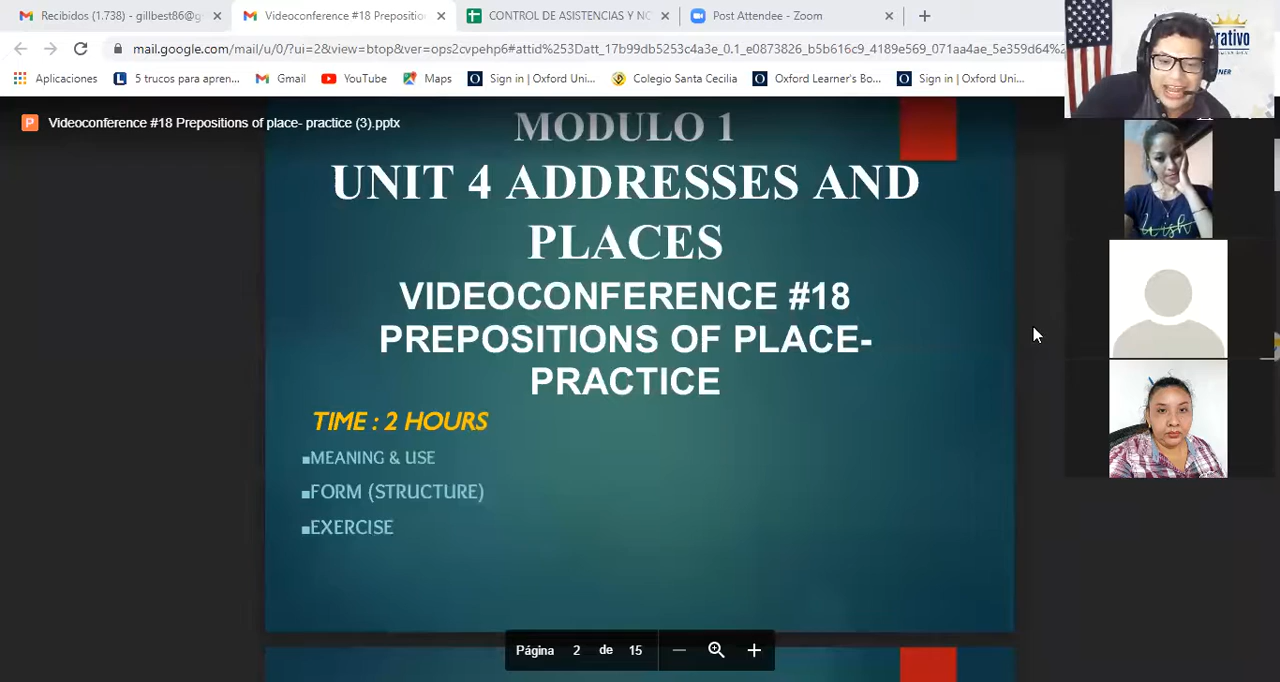 Recibidos (1.738) - gillbest86@g
Videoconference #18 Prepositio
CONTROL DE ASISTENCIAS Y NO
Post Attendee - Zoom
mail.google.com/mail/u/0/?ui=2&view=btop&ver=ops2cvpehp6#attid%253Datt_17b99db5253c4a3e_0.1_e0873826_b5b616c9_4189e569_071aa4ae_5e359d64%2
Aplicaciones
5 trucos para apren...
Gmail
YouTube
Maps
Sign in | Oxford Uni...
Colegio Santa Cecilia
Oxford Learner's Bo...
Sign in | Oxford Uni...
Videoconference #18 Prepositions of place- practice (3).pptx
MODULO 1
UNIT 4 ADDRESSES AND
PLACES
VIDEOCONFERENCE #18
PREPOSITIONS OF PLACE-
PRACTICE
TIME : 2 HOURS
■MEANING & USE
■FORM (STRUCTURE)
■EXERCISE
Página 2 de 15